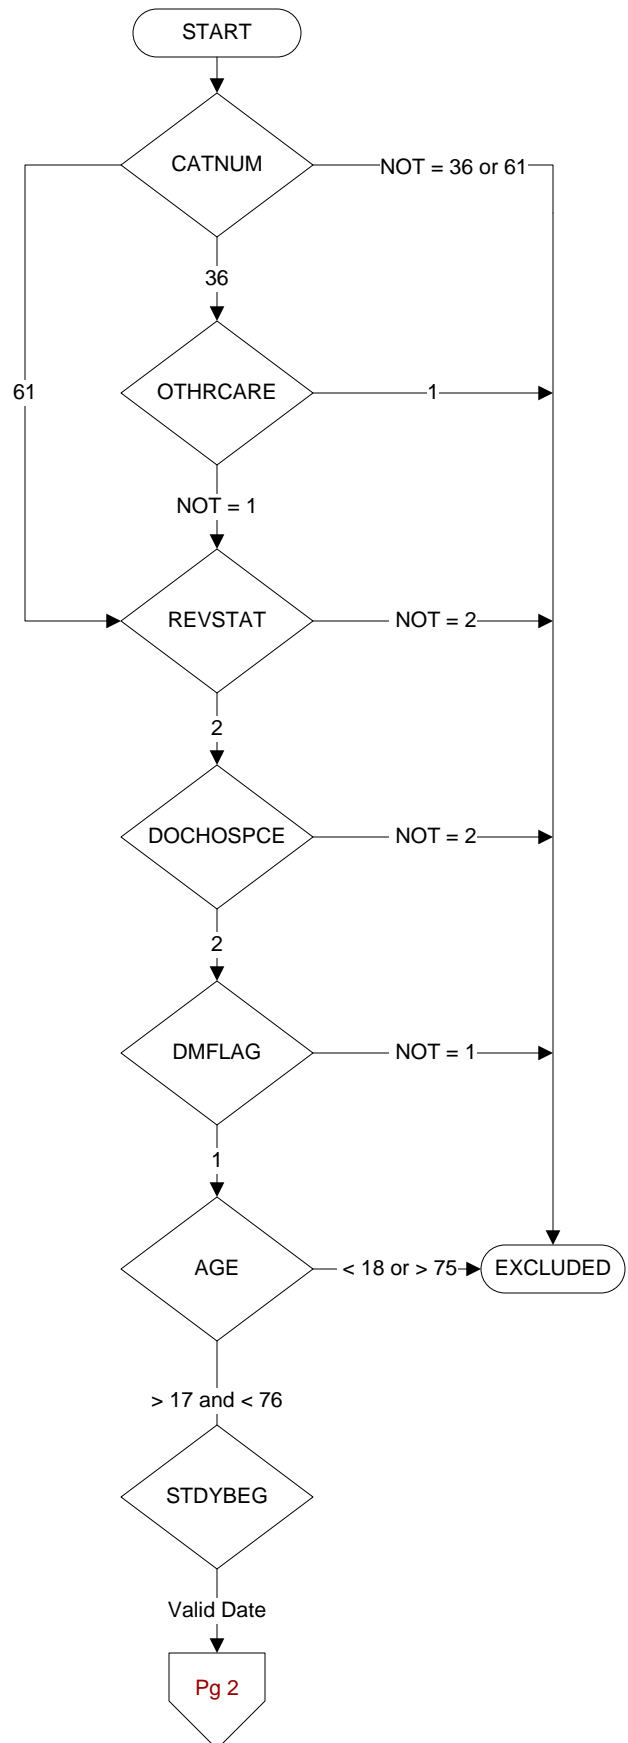 START
CATNUM
NOT = 36 or 61
36
61
OTHRCARE
1
NOT = 1
REVSTAT
NOT = 2
2
DOCHOSPCE
NOT = 2
2
DMFLAG
NOT = 1
1
AGE
< 18 or > 75
EXCLUDED
> 17 and < 76
STDYBEG
Valid Date
Pg 2